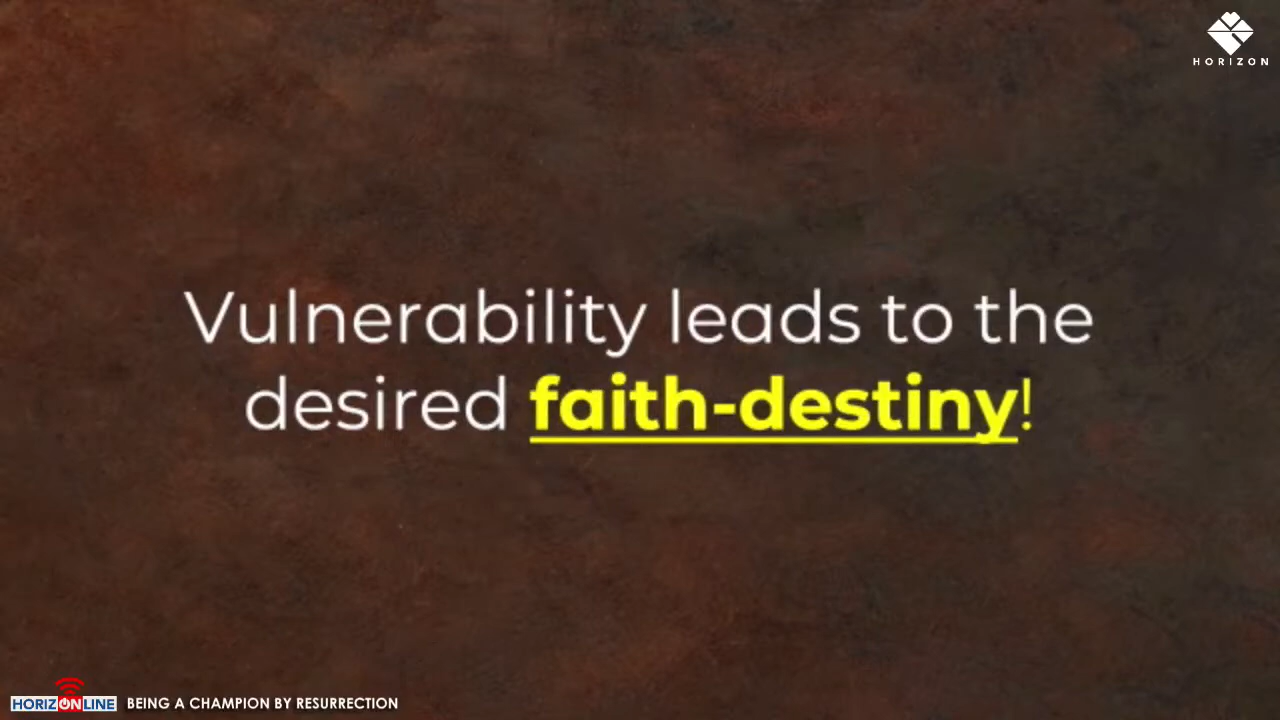 HORIZON
Vulnerability leads to the
desired faith-destiny!
HORIZONLINE BEING A CHAMPION BY RESURRECTION